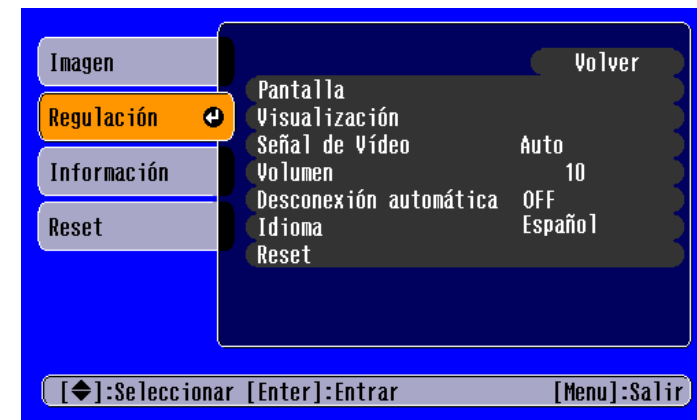 Imagen
Regulación
Información
Reset
Volver
Pantalla
Visualización
Señal de Vídeo Auto
Volumen 10
Desconexión automática OFF
Idioma Español
Reset
[◆]:Seleccionar [Enter]:Entrar [Menu]:Salir